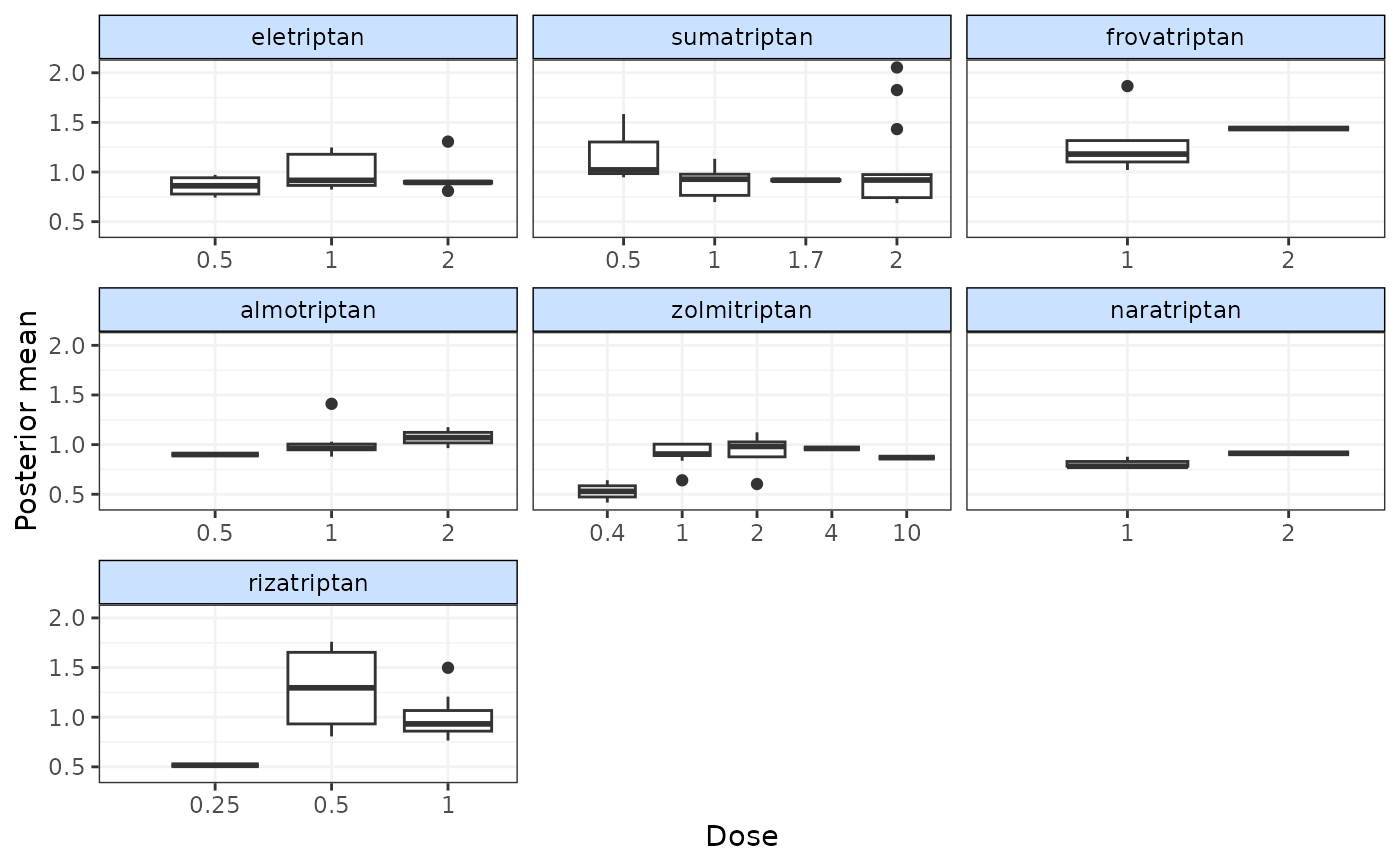 eletriptan sumatriptan frovatriptan
2.0
1.5
1.0
0.5
0.5 1 2 0.5 1 1.7 2 1 2
almotriptan zolmitriptan naratriptan
2.0
1.5
1.0
0.5
0.5 1 2 0.4 1 2 4 10 1 2
rizatriptan
2.0
1.5
1.0
0.5
0.25 0.5 1
Posterior mean
Dose